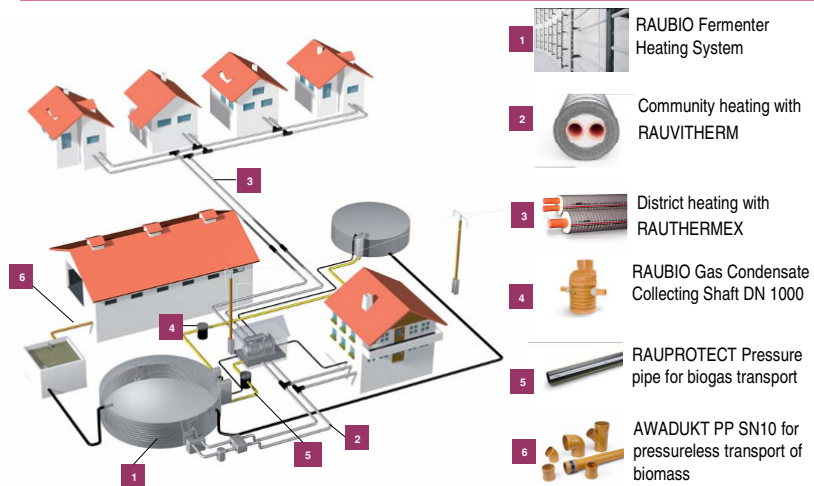 3
6
4
5
2
1
1
RAUBIO Fermenter
Heating System
2
Community heating with
RAUVITHERM
3
District heating with
RAUTHERMEX
4
RAUBIO Gas Condensate
Collecting Shaft DN 1000
5
RAUPROTECT Pressure
pipe for biogas transport
6
AWADUKT PP SN10 for
pressureless transport of
biomass